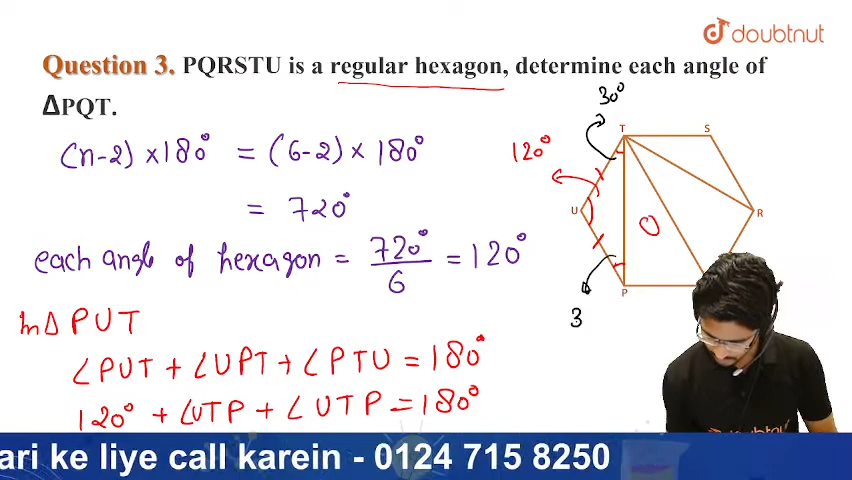 doubtnut
Question 3. PQRSTU is a regular hexagon, determine each angle of
ΔPQT.
(n-2) ×180° = (6-2) × 180°
= 720°
each angle of hexagon = 720°/6 = 120°
In Δ PUT
∠PUT + ∠UPT + ∠PTU = 180°
120° + ∠UTP + ∠UTP = 180°
30°
120°
T
S
U
R
P
3
ari ke liye call karein - 0124 715 8250